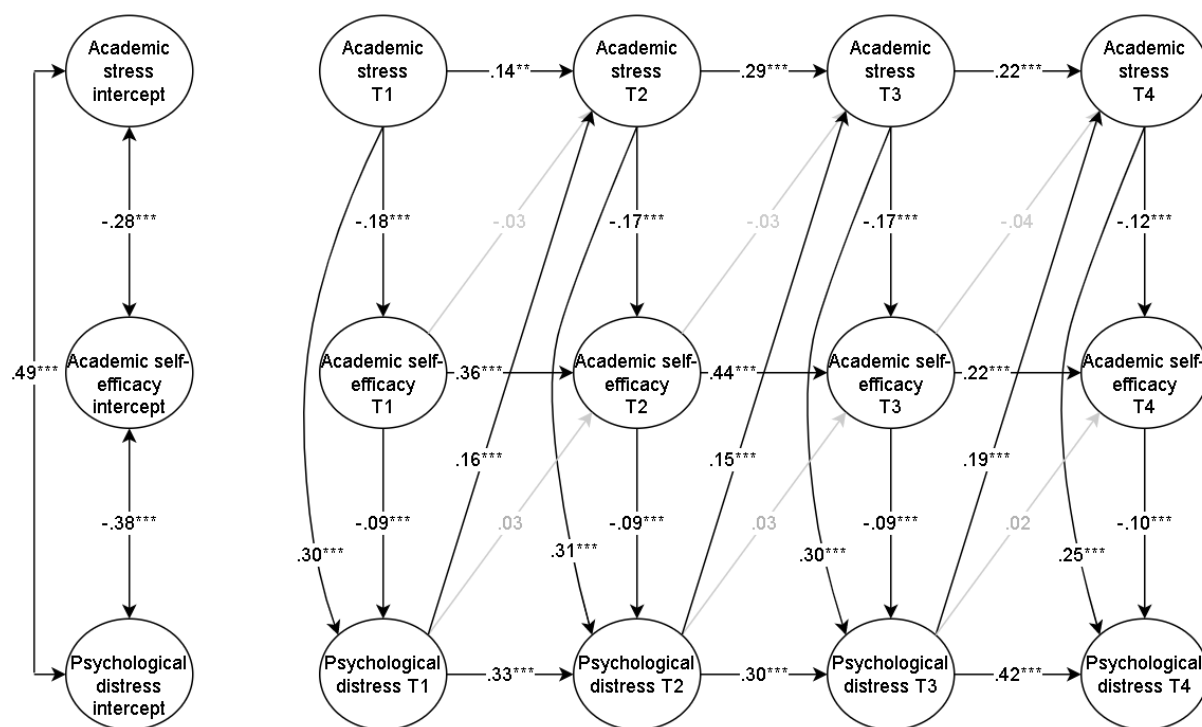 Academic
stress
intercept
Academic
stress
T1
Academic
stress
T2
Academic
stress
T3
Academic
stress
T4
.14**
.29***
.22***
-.28***
-.18***
-.03
-.17***
-.03
-.17***
-.04
-.12***
.49***
Academic self-
efficacy
intercept
Academic self-
efficacy
T1
Academic self-
efficacy
T2
Academic self-
efficacy
T3
Academic self-
efficacy
T4
.36***
.44***
.22***
.16***
.15***
.19***
-.38***
-.09***
.03
-.09***
.03
-.09***
.02
-.10***
.30***
.31***
.30***
.25***
Psychological
distress
intercept
Psychological
distress T1
Psychological
distress T2
Psychological
distress T3
Psychological
distress T4
.33***
.30***
.42***